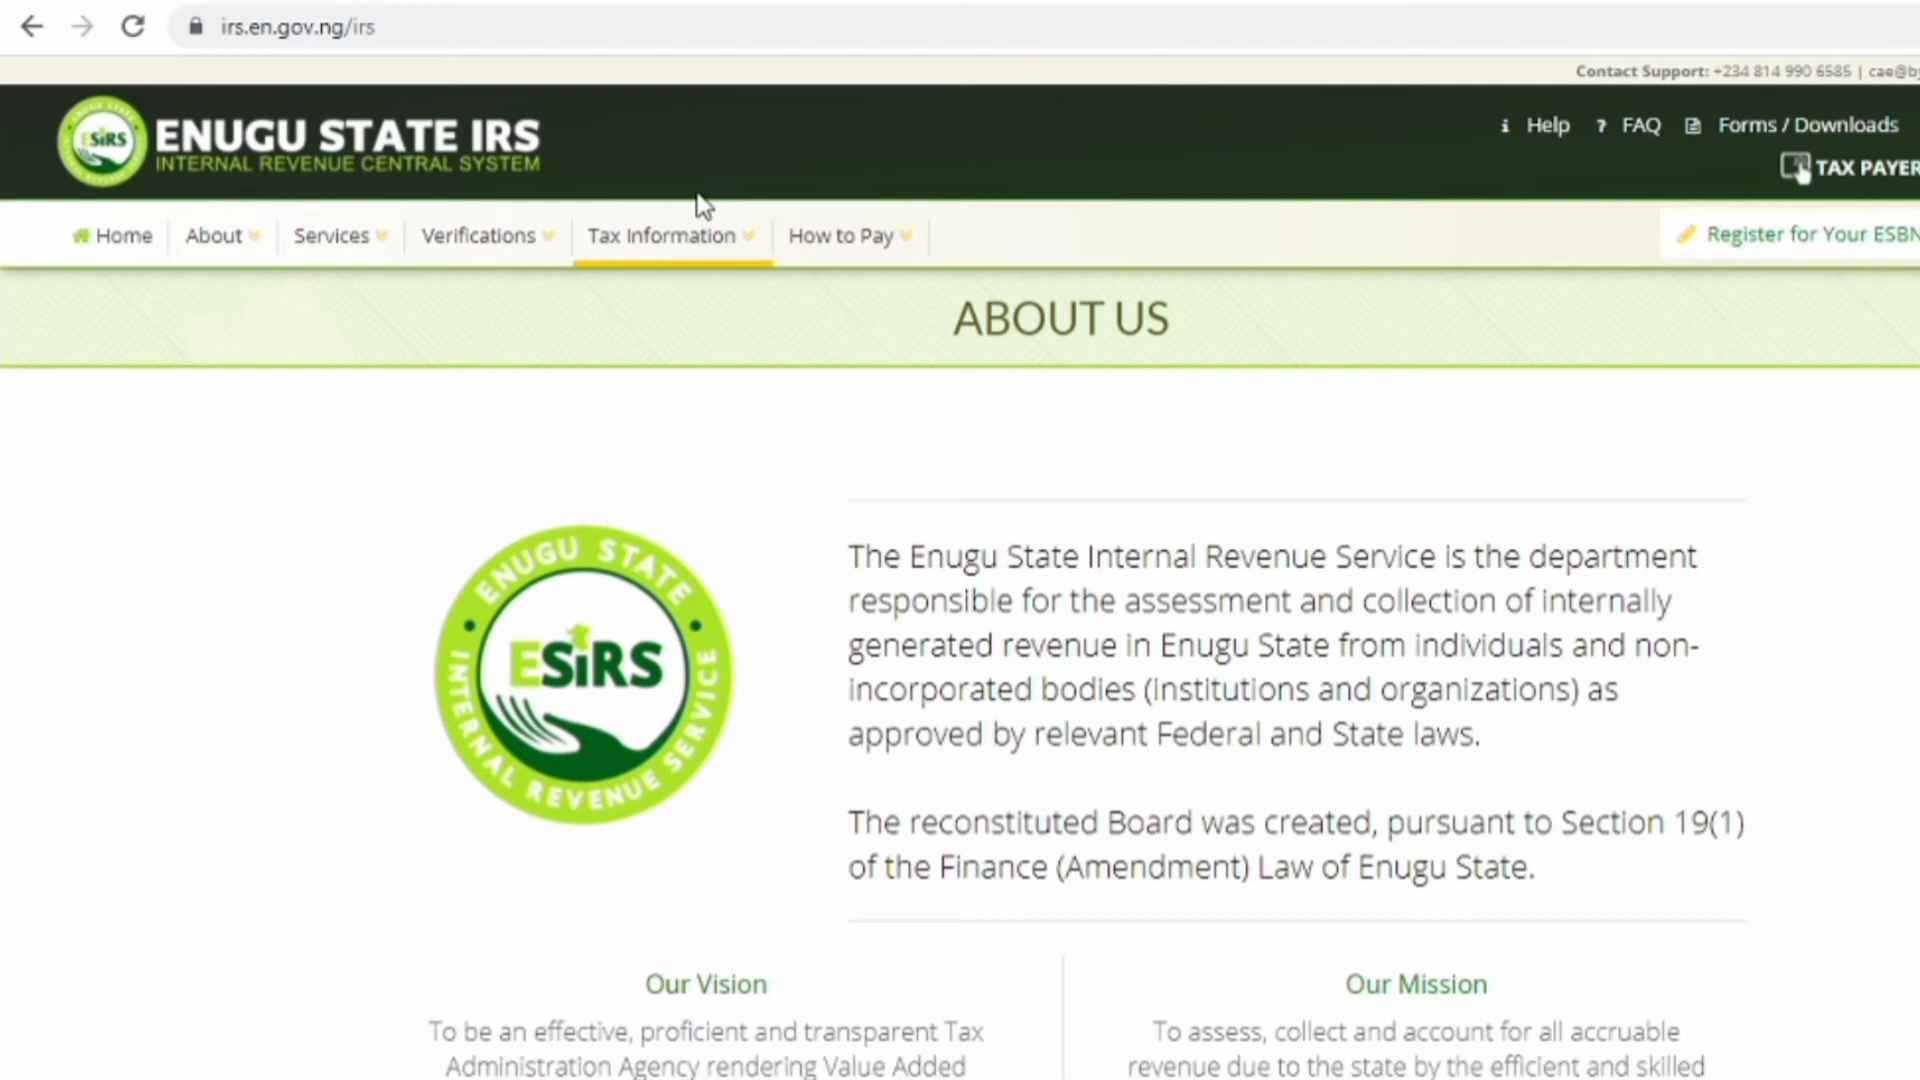 irs.en.gov.ng/irs
Contact Support: +234 814 990 6585 | cae@b
ESiRS
ENUGU STATE IRS
INTERNAL REVENUE CENTRAL SYSTEM
Help
? FAQ
Forms / Downloads
TAX PAYER
Home
About
Services
Verifications
Tax Information
How to Pay
Register for Your ESBN
ABOUT US
ENUGU STATE
ESiRS
INTERNAL REVENUE SERVICE
The Enugu State Internal Revenue Service is the department
responsible for the assessment and collection of internally
generated revenue in Enugu State from individuals and non-
incorporated bodies (institutions and organizations) as
approved by relevant Federal and State laws.
The reconstituted Board was created, pursuant to Section 19(1)
of the Finance (Amendment) Law of Enugu State.
Our Vision
To be an effective, proficient and transparent Tax
Administration Agency rendering Value Added
Our Mission
To assess, collect and account for all accruable
revenue due to the state by the efficient and skilled